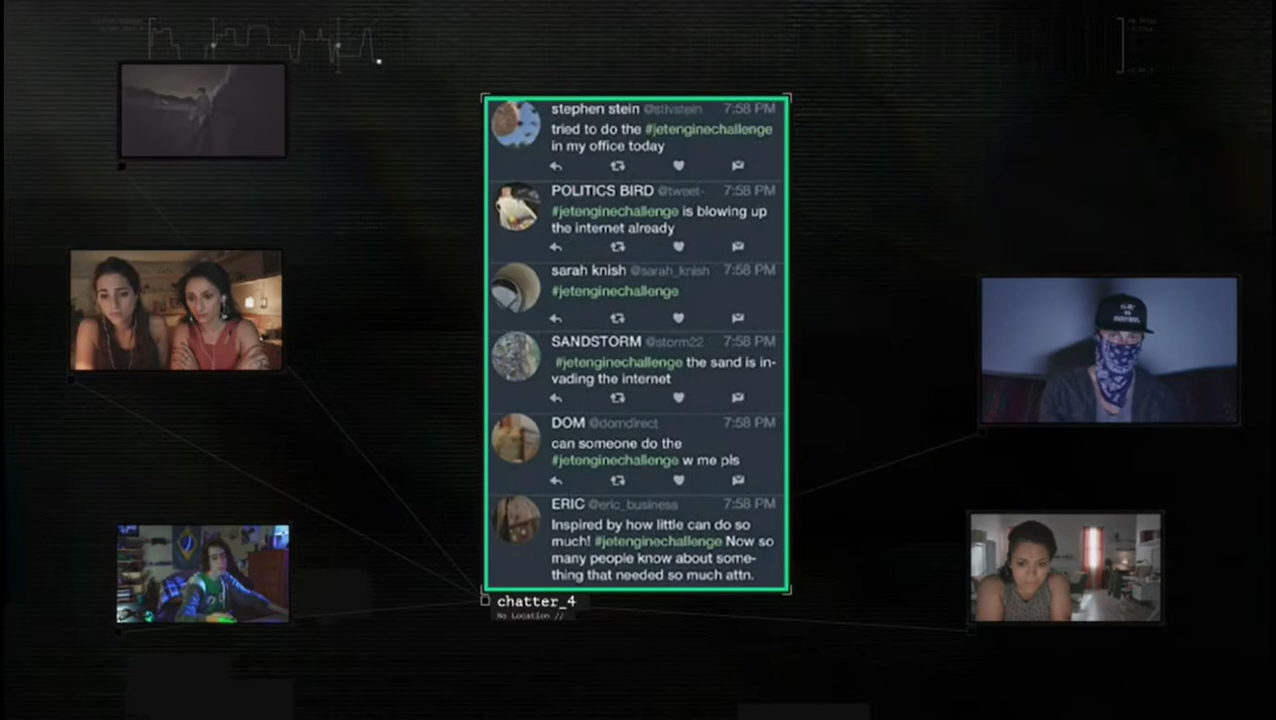 stephen stein @stivstein 7:58 PM
tried to do the #jetenginechallenge
in my office today
POLITICS BIRD @tweet- 7:58 PM
#jetenginechallenge is blowing up
the internet already
sarah knish @sarah_knish 7:58 PM
#jetenginechallenge
SANDSTORM @storm22 7:58 PM
#jetenginechallenge the sand is in-
vading the internet
DOM @domdirect 7:58 PM
can someone do the
#jetenginechallenge w me pls
ERIC @eric_business 7:58 PM
Inspired by how little can do so
much! #jetenginechallenge Now so
many people know about some-
thing that needed so much attn.
chatter_4
No Location //